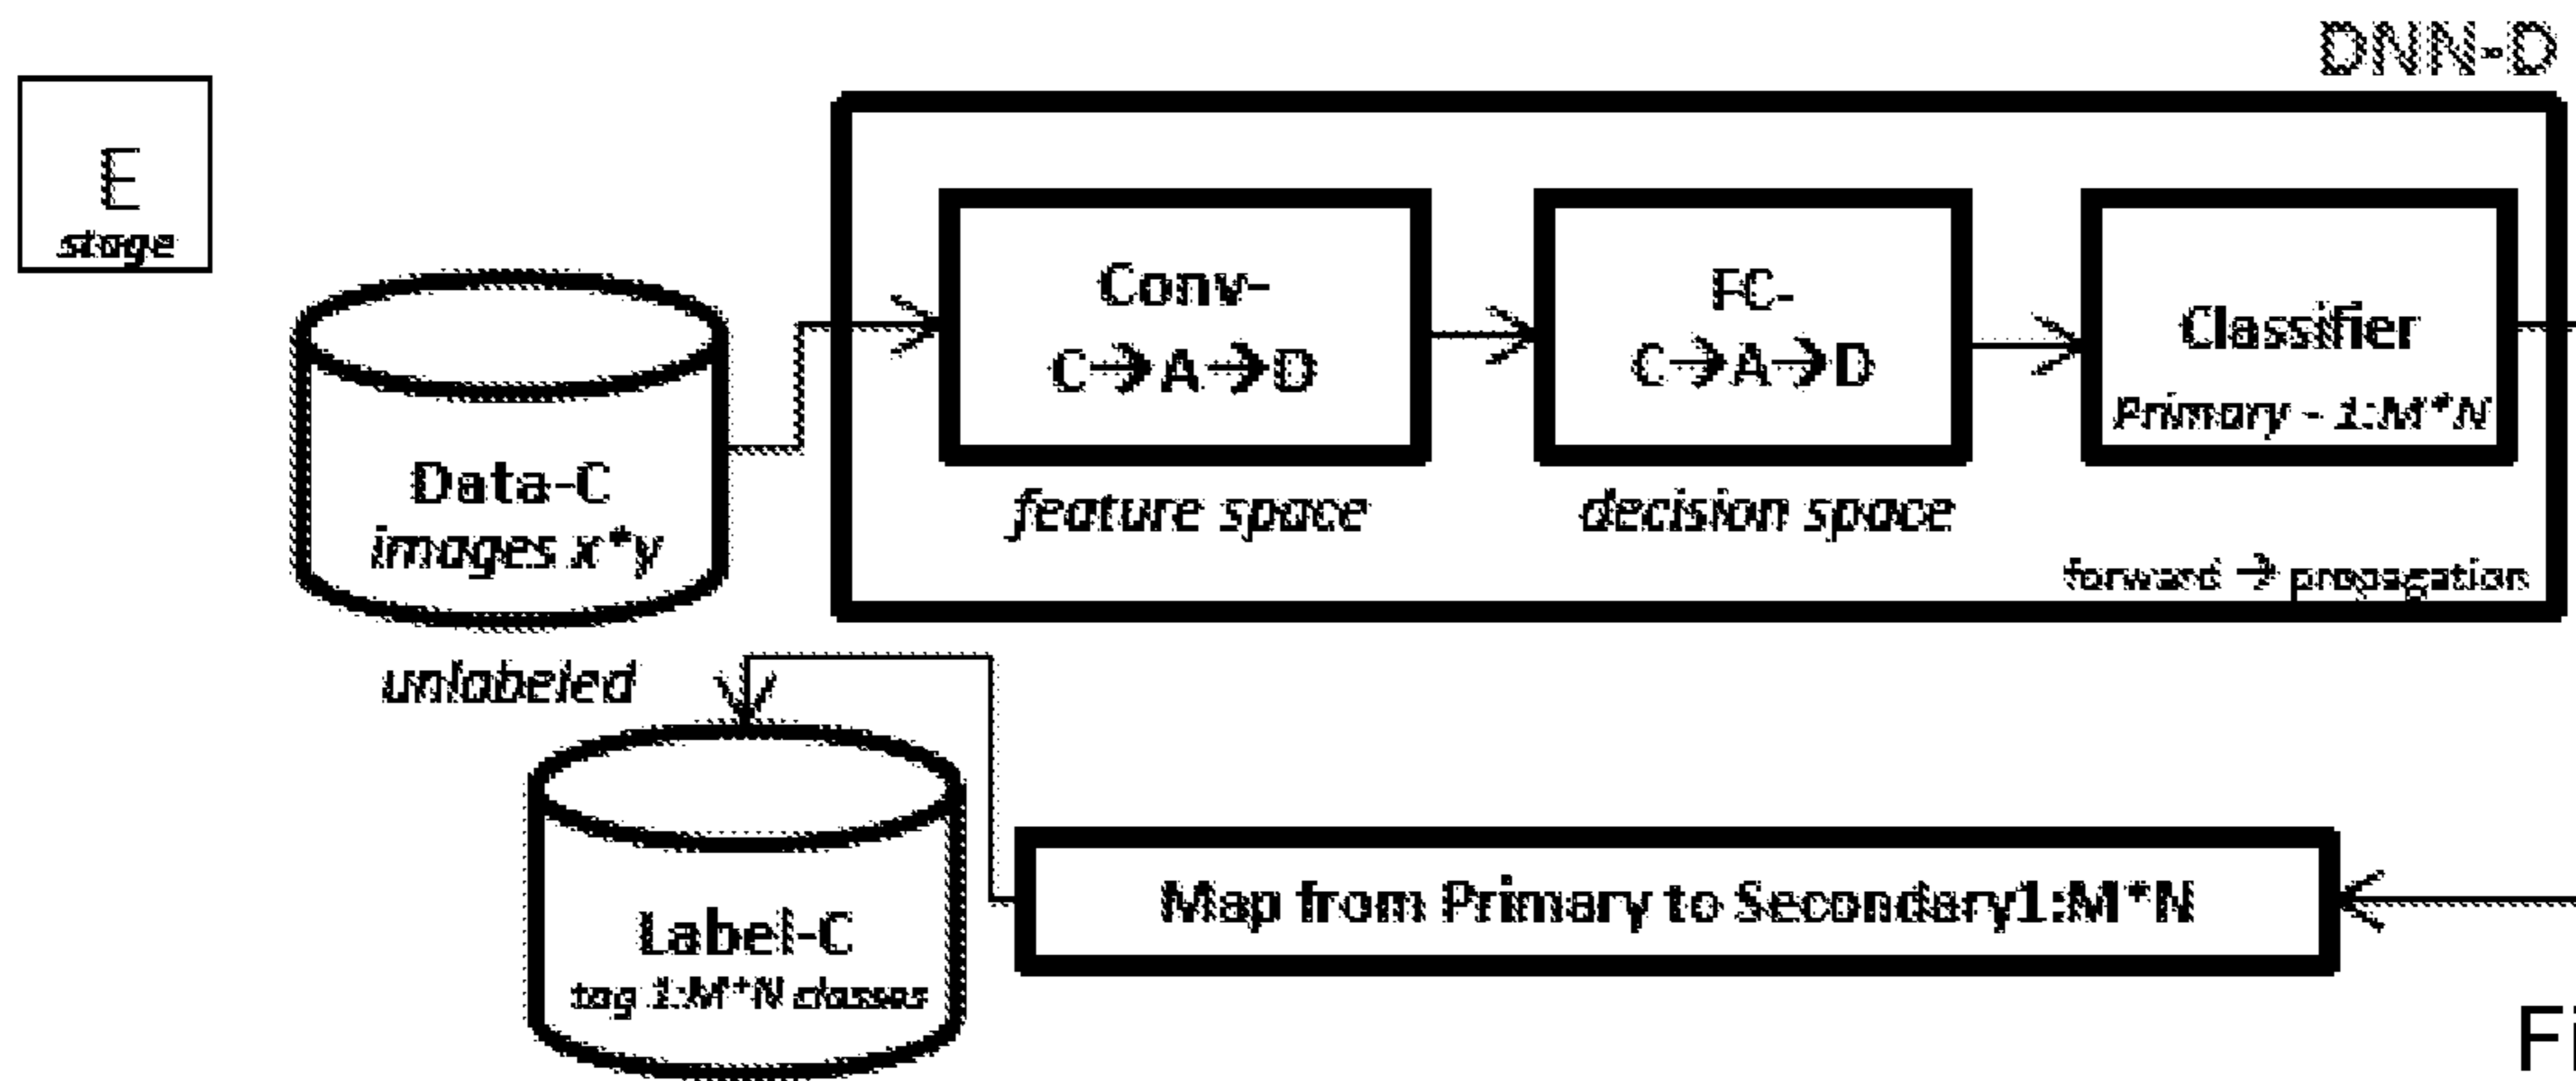 DNN-D
E
stage
Conv-
C→A→D
feature space
FC-
C→A→D
decision space
Classifier
Primary - 1:M*N
forward → propagation
Data-C
images x*y
unlabeled
Label-C
tag 1:M*N classes
Map from Primary to Secondary1:M*N
Fi